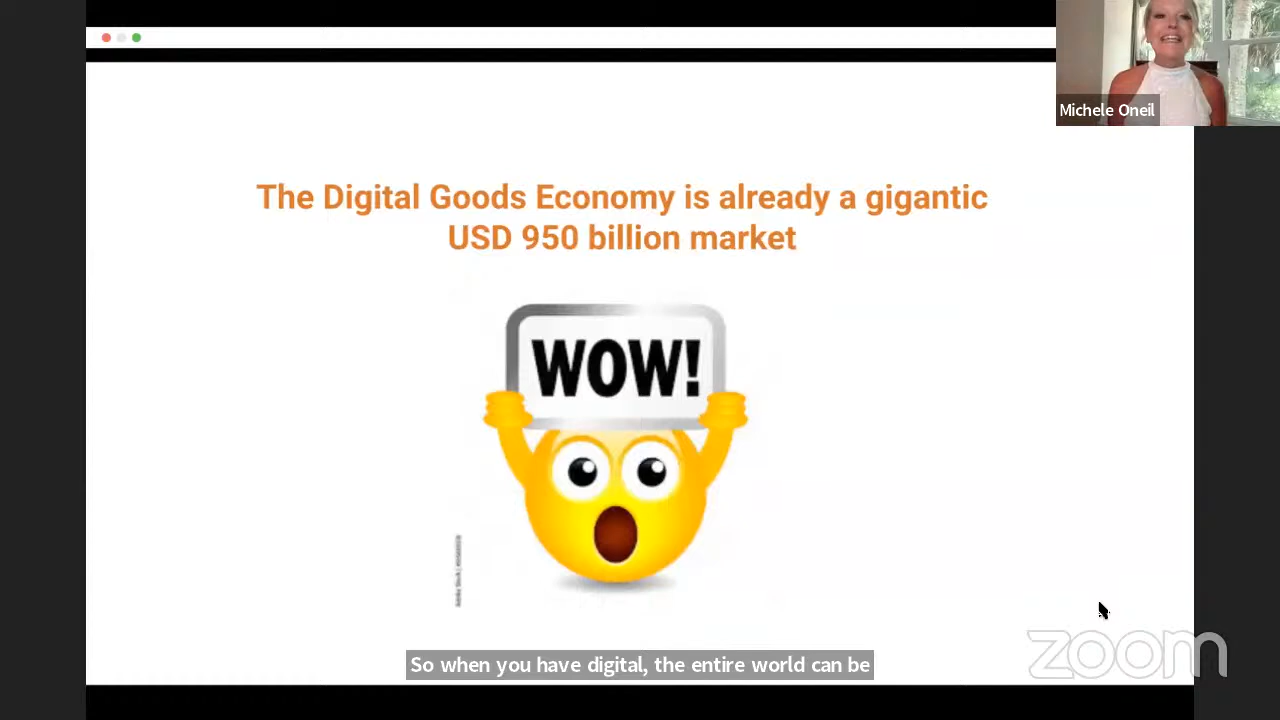 Michele Oneil
The Digital Goods Economy is already a gigantic
USD 950 billion market
WOW!
So when you have digital, the entire world can be
zoom